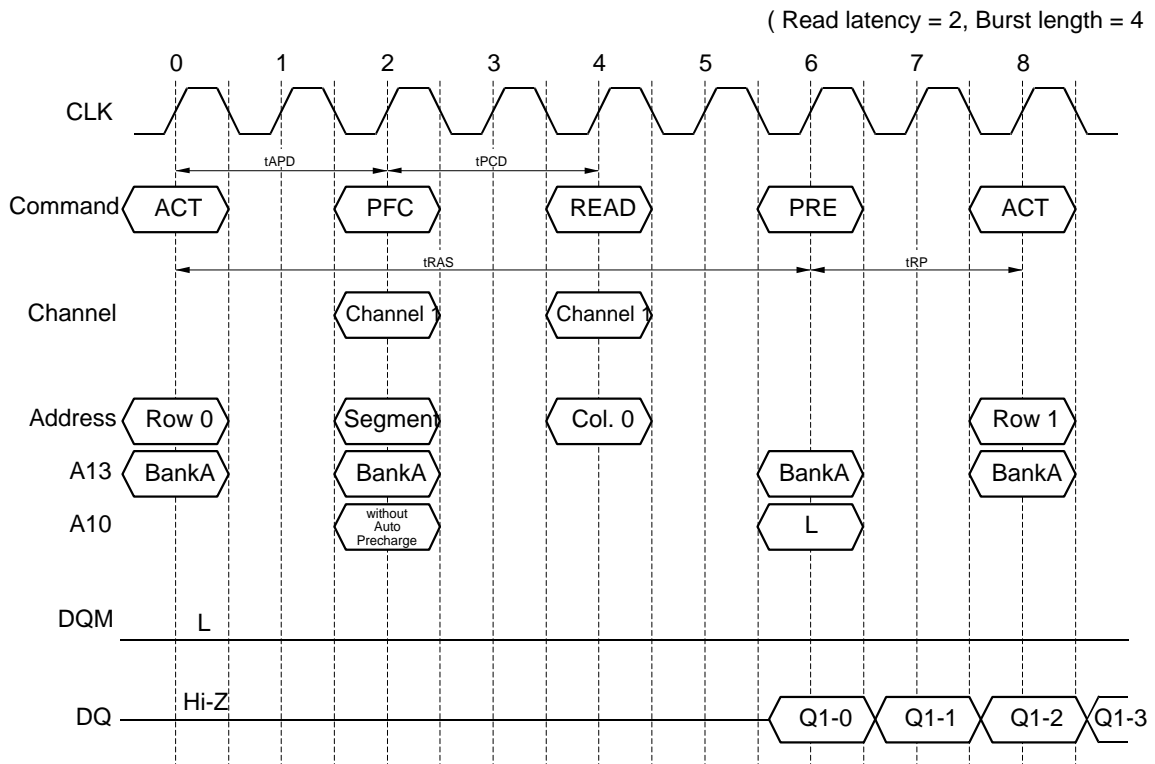 ( Read latency = 2, Burst length = 4
0 1 2 3 4 5 6 7 8
CLK
tAPD tPCD
Command ACT PFC READ PRE ACT
tRAS tRP
Channel Channel 1 Channel 1
Address Row 0 Segment Col. 0 Row 1
A13 BankA BankA BankA BankA
A10 without Auto Precharge L
DQM L
Hi-Z
DQ Q1-0 Q1-1 Q1-2 Q1-3